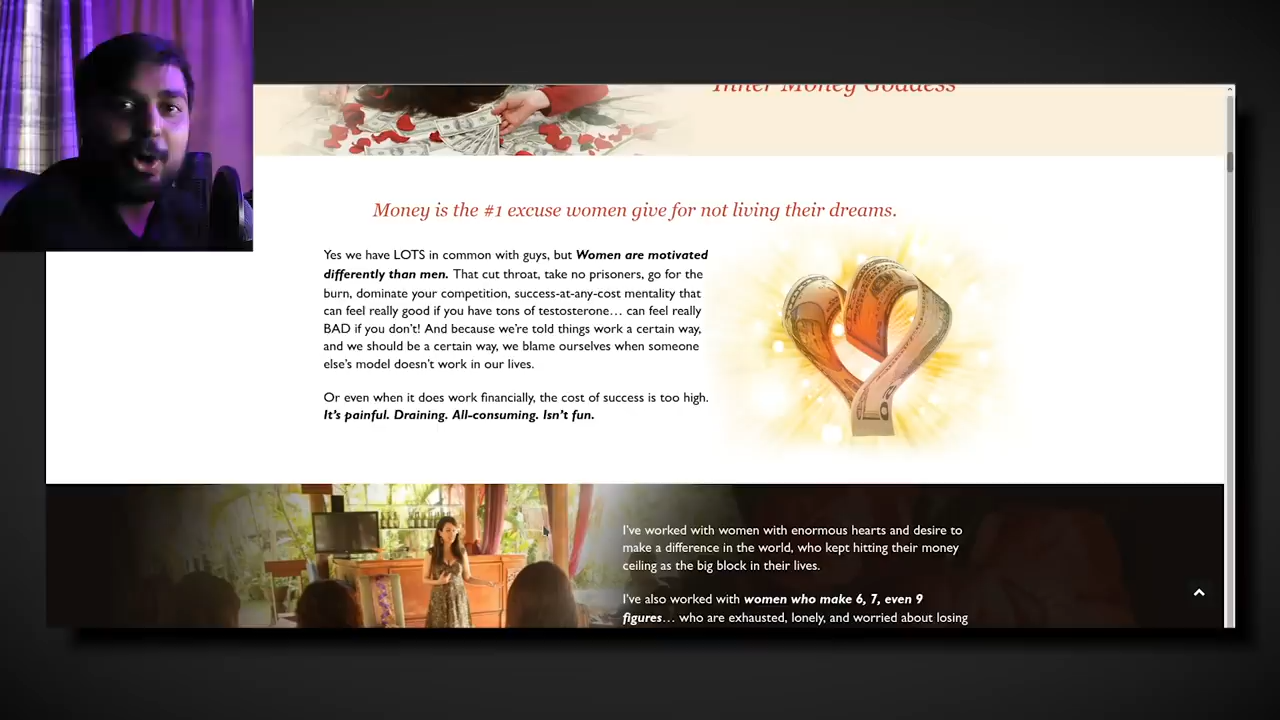 Inner Money Goddess
Money is the #1 excuse women give for not living their dreams.
Yes we have LOTS in common with guys, but Women are motivated
differently than men. That cut throat, take no prisoners, go for the
burn, dominate your competition, success-at-any-cost mentality that
can feel really good if you have tons of testosterone… can feel really
BAD if you don't! And because we're told things work a certain way,
and we should be a certain way, we blame ourselves when someone
else's model doesn't work in our lives.
Or even when it does work financially, the cost of success is too high.
It's painful. Draining. All-consuming. Isn't fun.
I've worked with women with enormous hearts and desire to
make a difference in the world, who kept hitting their money
ceiling as the big block in their lives.
I've also worked with women who make 6, 7, even 9
figures… who are exhausted, lonely, and worried about losing